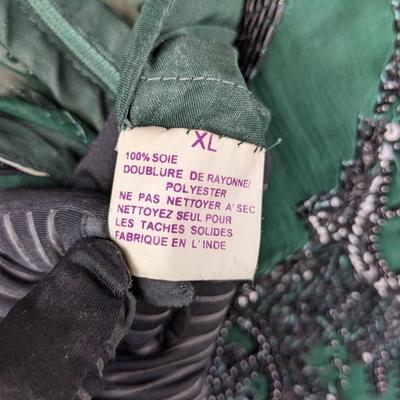 XL
100% SOIE
DOUBLURE DE RAYONNE/
POLYESTER
NE PAS NETTOYER A' SEC
NETTOYEZ SEUL POUR
LES TACHES SOLIDES
FABRIQUE EN L'INDE